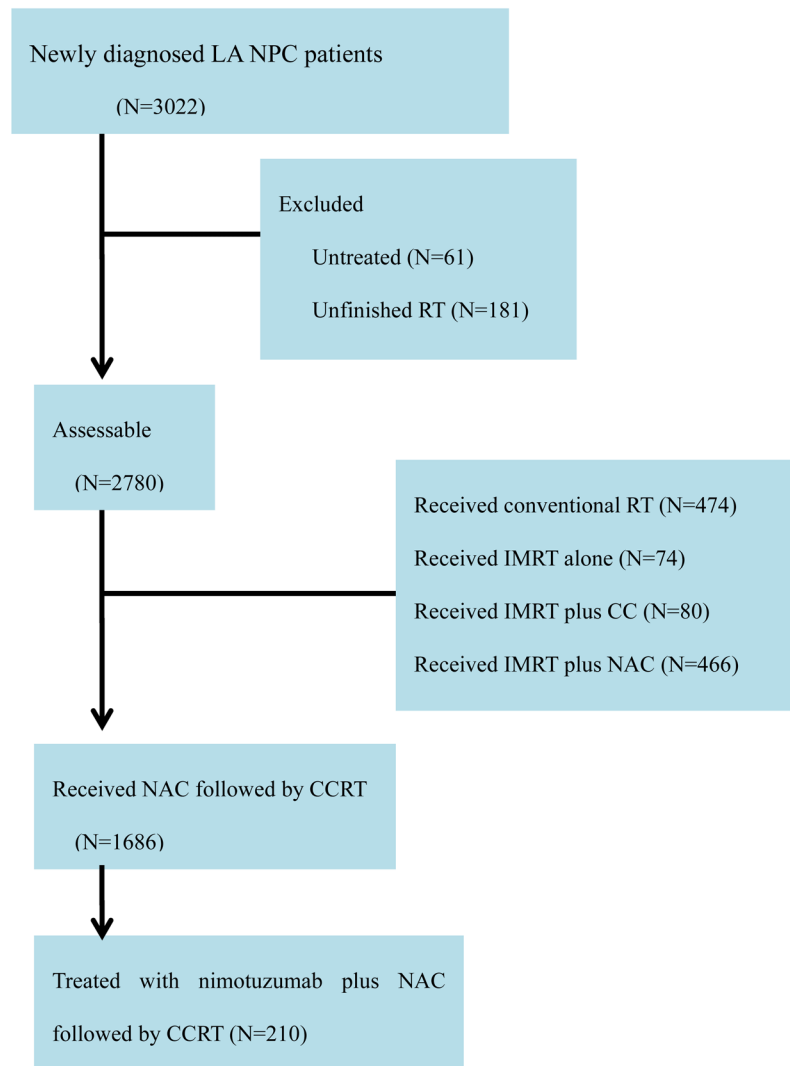 Newly diagnosed LA NPC patients
(N=3022)
Excluded
Untreated (N=61)
Unfinished RT (N=181)
Assessable
(N=2780)
Received conventional RT (N=474)
Received IMRT alone (N=74)
Received IMRT plus CC (N=80)
Received IMRT plus NAC (N=466)
Received NAC followed by CCRT
(N=1686)
Treated with nimotuzumab plus NAC
followed by CCRT (N=210)